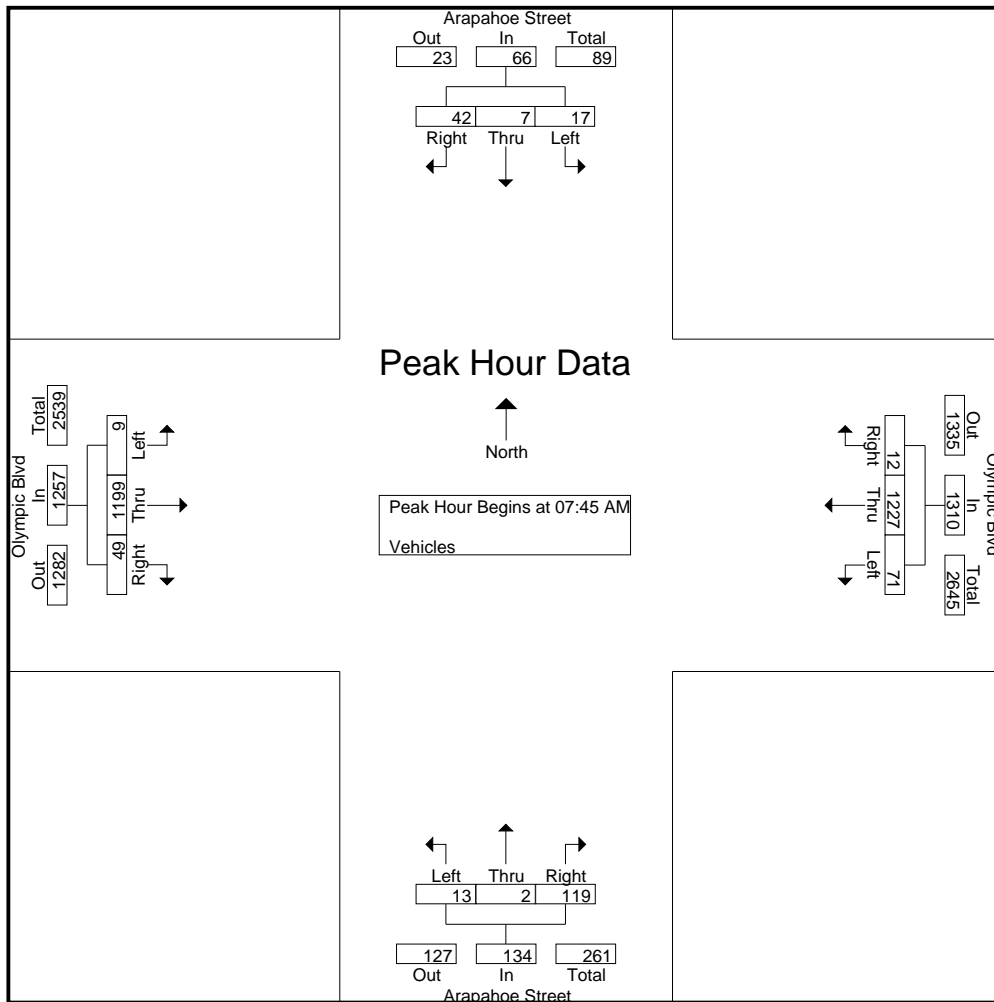 Arapahoe Street
Out In Total
23 66 89
42 7 17
Right Thru Left
Peak Hour Data
North
Peak Hour Begins at 07:45 AM
Vehicles
Olympic Blvd
Total In Out
2539 1257 1282
9 1199 49
Left Thru Right
Olympic Blvd
Out In Total
1335 1310 2645
12 1227 71
Right Thru Left
Left Thru Right
13 2 119
127 134 261
Out In Total
Arapahoe Street